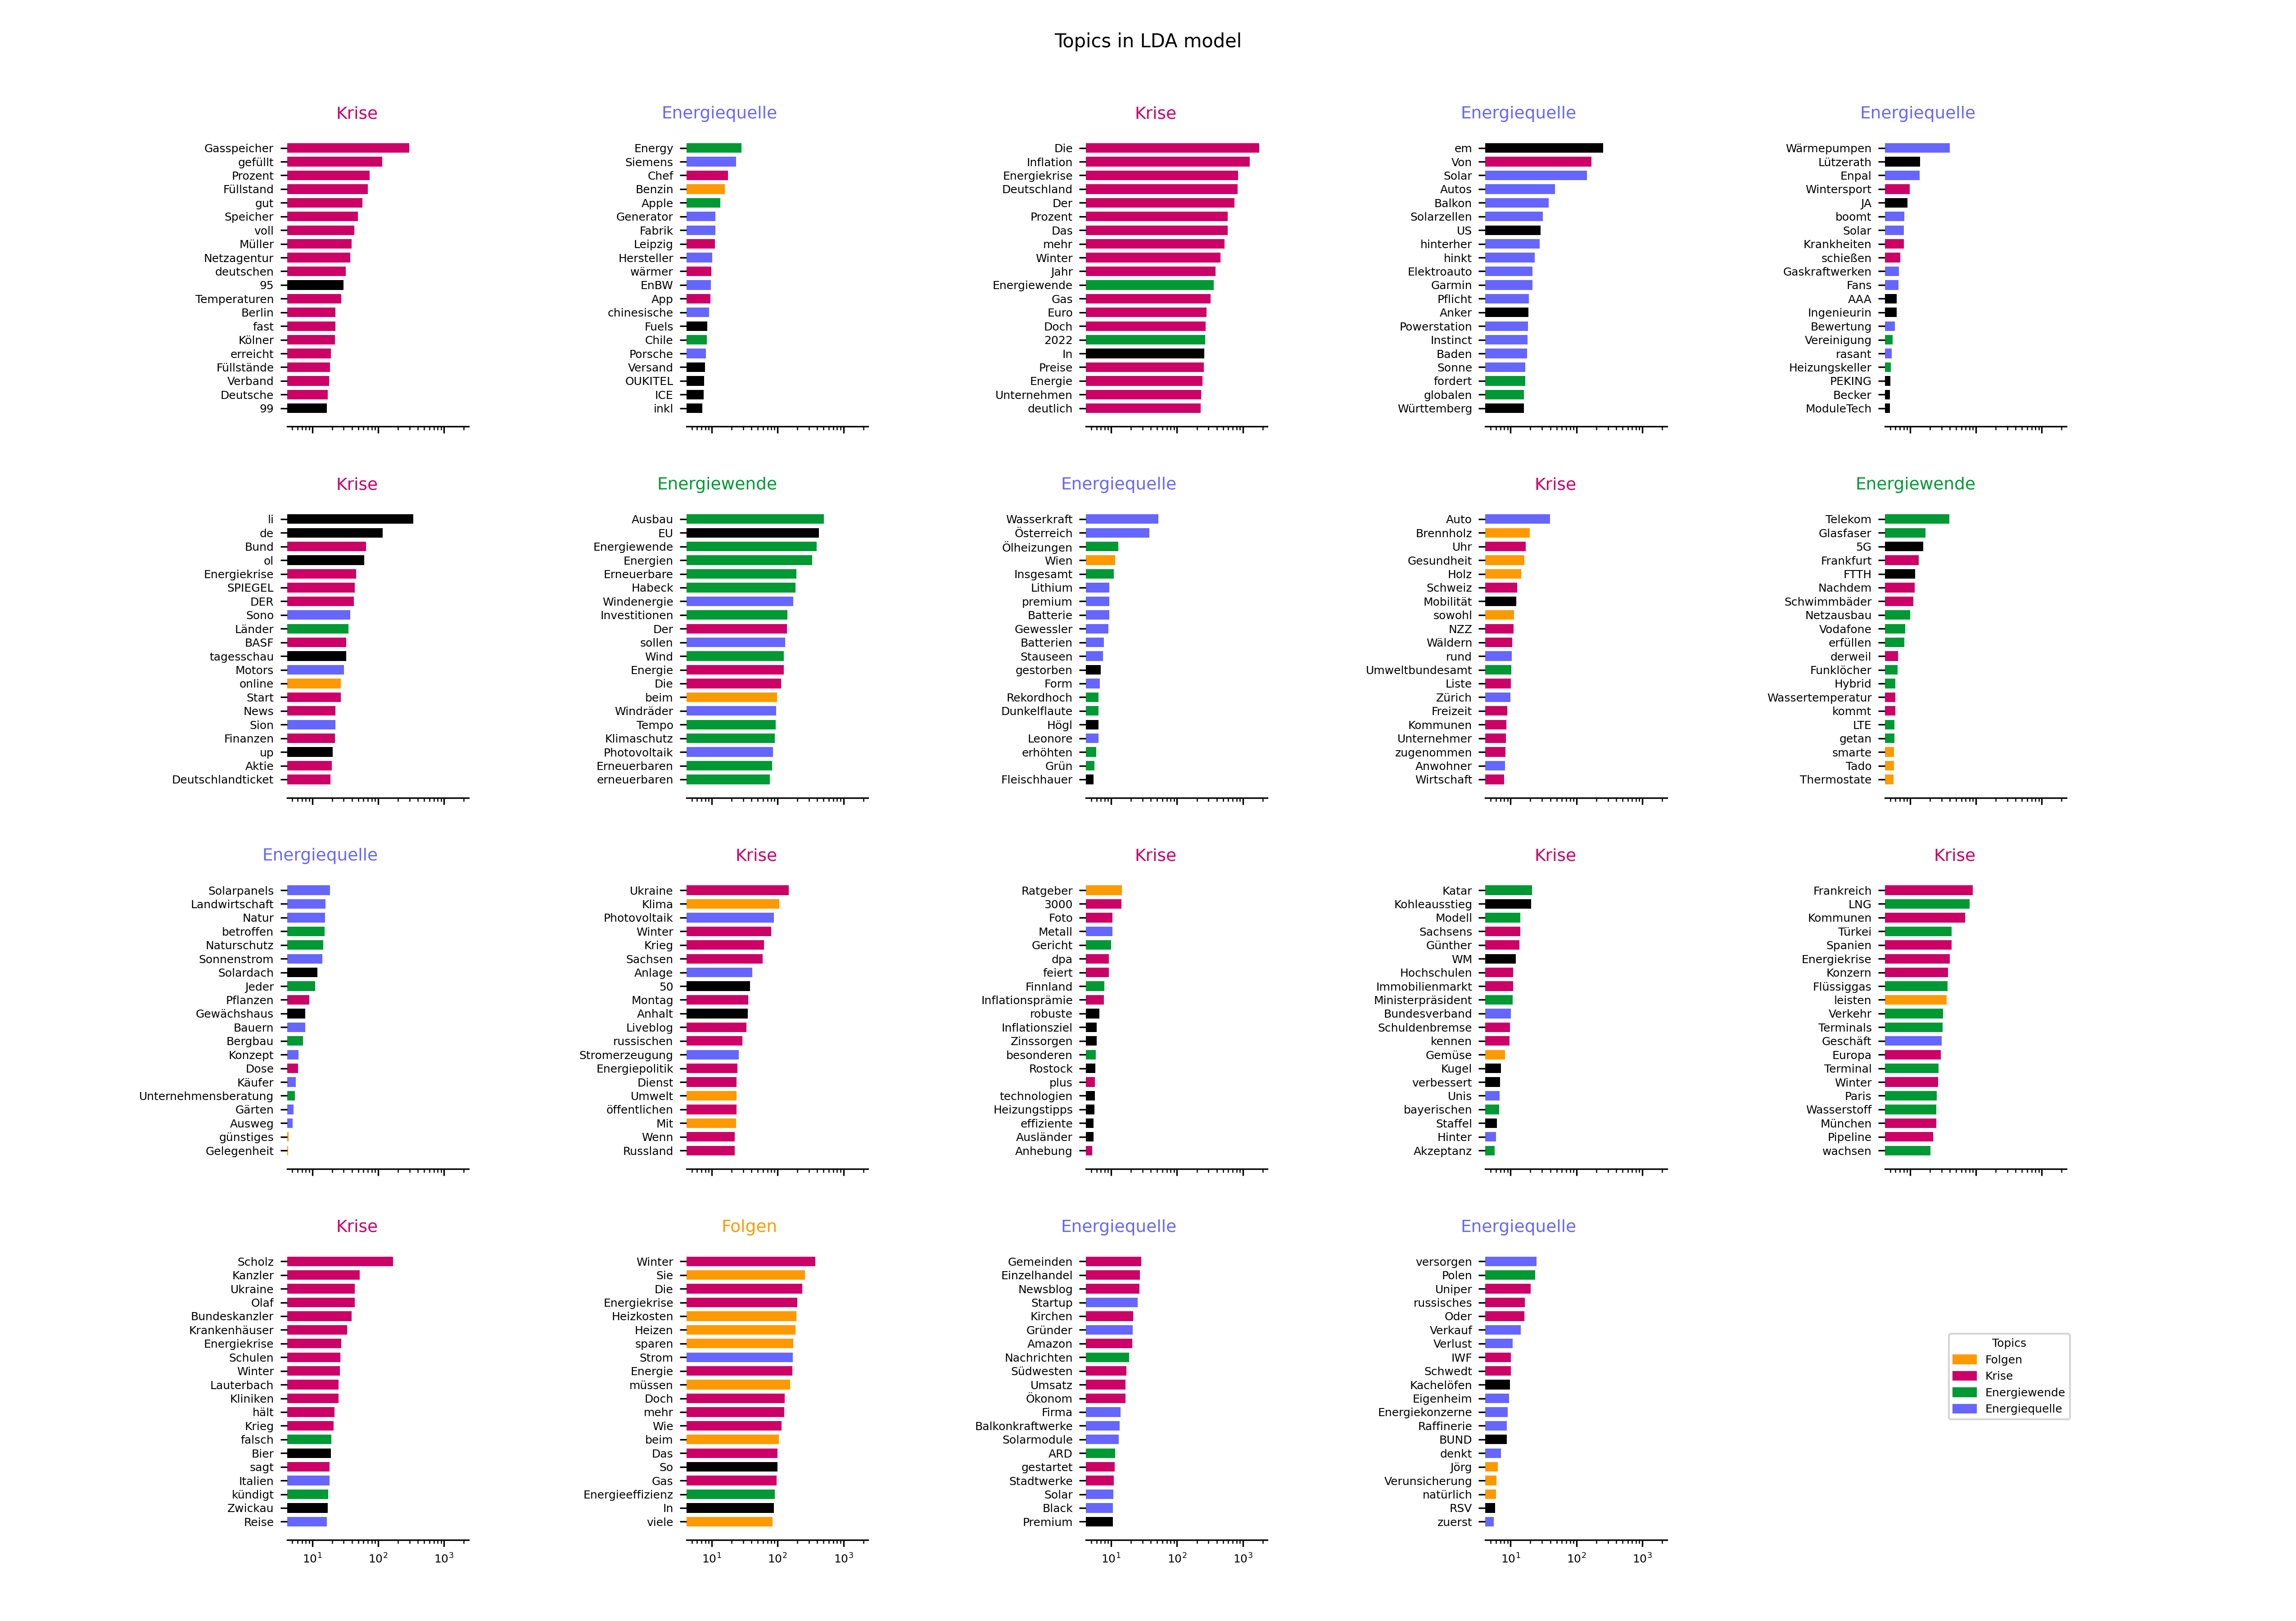 Topics in LDA model
Krise
Gasspeicher
gefüllt
Prozent
Füllstand
gut
Speicher
voll
Müller
Netzagentur
deutschen
95
Temperaturen
Berlin
fast
Kölner
erreicht
Füllstände
Verband
Deutsche
99
Energiequelle
Energy
Siemens
Chef
Benzin
Apple
Generator
Fabrik
Leipzig
Hersteller
wärmer
EnBW
App
chinesische
Fuels
Chile
Porsche
Versand
OUKITEL
ICE
inkl
Krise
Die
Inflation
Energiekrise
Deutschland
Der
Prozent
Das
mehr
Winter
Jahr
Energiewende
Gas
Euro
Doch
2022
In
Preise
Energie
Unternehmen
deutlich
Energiequelle
em
Von
Solar
Autos
Balkon
Solarzellen
US
hinterher
hinkt
Elektroauto
Garmin
Pflicht
Anker
Powerstation
Instinct
Baden
Sonne
fordert
globalen
Württemberg
Energiequelle
Wärmepumpen
Lützerath
Enpal
Wintersport
JA
boomt
Solar
Krankheiten
schießen
Gaskraftwerken
Fans
AAA
Ingenieurin
Bewertung
Vereinigung
rasant
Heizungskeller
PEKING
Becker
ModuleTech
Krise
li
de
Bund
ol
Energiekrise
SPIEGEL
DER
Sono
Länder
BASF
tagesschau
Motors
online
Start
News
Sion
Finanzen
up
Aktie
Deutschlandticket
Energiewende
Ausbau
EU
Energiewende
Energien
Erneuerbare
Habeck
Windenergie
Investitionen
Der
sollen
Wind
Energie
Die
beim
Windräder
Tempo
Klimaschutz
Photovoltaik
Erneuerbaren
erneuerbaren
Energiequelle
Wasserkraft
Österreich
Ölheizungen
Wien
Insgesamt
Lithium
premium
Batterie
Gewessler
Batterien
Stauseen
gestorben
Form
Rekordhoch
Dunkelflaute
Högl
Leonore
erhöhten
Grün
Fleischhauer
Krise
Auto
Brennholz
Uhr
Gesundheit
Holz
Schweiz
Mobilität
sowohl
NZZ
Wäldern
rund
Umweltbundesamt
Liste
Zürich
Freizeit
Kommunen
Unternehmer
zugenommen
Anwohner
Wirtschaft
Energiewende
Telekom
Glasfaser
5G
Frankfurt
FTTH
Nachdem
Schwimmbäder
Netzausbau
Vodafone
erfüllen
derweil
Funklöcher
Hybrid
Wassertemperatur
kommt
LTE
getan
smarte
Tado
Thermostate
Energiequelle
Solarpanels
Landwirtschaft
Natur
betroffen
Naturschutz
Sonnenstrom
Solardach
Jeder
Pflanzen
Gewächshaus
Bauern
Bergbau
Konzept
Dose
Käufer
Unternehmensberatung
Gärten
Ausweg
günstiges
Gelegenheit
Krise
Ukraine
Klima
Photovoltaik
Winter
Krieg
Sachsen
Anlage
50
Montag
Anhalt
Liveblog
russischen
Stromerzeugung
Energiepolitik
Dienst
Umwelt
öffentlichen
Mit
Wenn
Russland
Krise
Ratgeber
3000
Foto
Metall
Gericht
dpa
feiert
Finnland
Inflationsprämie
robuste
Inflationsziel
Zinssorgen
besonderen
Rostock
plus
technologien
Heizungstipps
effiziente
Ausländer
Anhebung
Krise
Katar
Kohleausstieg
Modell
Sachsens
Günther
WM
Hochschulen
Immobilienmarkt
Ministerpräsident
Bundesverband
Schuldenbremse
kennen
Gemüse
Kugel
verbessert
Unis
bayerischen
Staffel
Hinter
Akzeptanz
Krise
Frankreich
LNG
Kommunen
Türkei
Spanien
Energiekrise
Konzern
Flüssiggas
leisten
Verkehr
Terminals
Geschäft
Europa
Terminal
Winter
Paris
Wasserstoff
München
Pipeline
wachsen
Krise
Scholz
Kanzler
Ukraine
Olaf
Bundeskanzler
Krankenhäuser
Energiekrise
Schulen
Winter
Lauterbach
Kliniken
hält
Krieg
falsch
Bier
sagt
Italien
kündigt
Zwickau
Reise
10¹ 10² 10³
Folgen
Winter
Sie
Die
Energiekrise
Heizkosten
Heizen
sparen
Strom
Energie
müssen
Doch
mehr
Wie
beim
Das
So
Gas
Energieeffizienz
In
viele
10¹ 10² 10³
Energiequelle
Gemeinden
Einzelhandel
Newsblog
Startup
Kirchen
Gründer
Amazon
Nachrichten
Südwesten
Umsatz
Ökonom
Firma
Balkonkraftwerke
Solarmodule
ARD
gestartet
Stadtwerke
Solar
Black
Premium
10¹ 10² 10³
Energiequelle
versorgen
Polen
Uniper
russisches
Oder
Verkauf
Verlust
IWF
Schwedt
Kachelöfen
Eigenheim
Energiekonzerne
Raffinerie
BUND
denkt
Jörg
Verunsicherung
natürlich
RSV
zuerst
10¹ 10² 10³
Topics
Folgen
Krise
Energiewende
Energiequelle